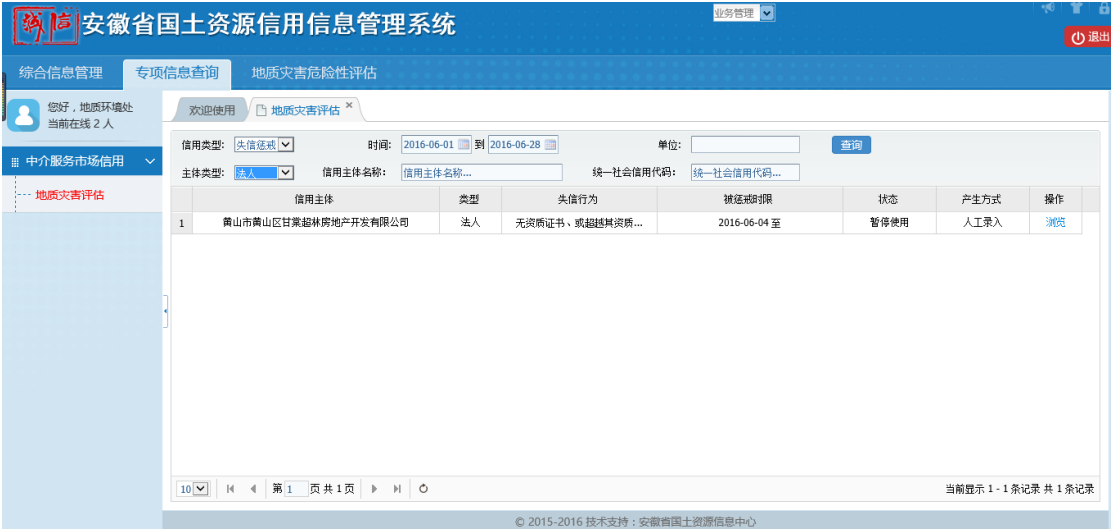 诚信 安徽省国土资源信用信息管理系统
业务管理
退出
综合信息管理 专项信息查询 地质灾害危险性评估
您好，地质环境处
当前在线 2 人
欢迎使用 地质灾害评估 ×
中介服务市场信用
地质灾害评估
信用类型: 失信惩戒 时间: 2016-06-01 到 2016-06-28 单位: 查询
主体类型: 法人 信用主体名称: 信用主体名称... 统一社会信用代码: 统一社会信用代码...
信用主体 类型 失信行为 被惩戒时限 状态 产生方式 操作
1 黄山市黄山区甘棠超林房地产开发有限公司 法人 无资质证书、或超越其资质... 2016-06-04 至 暂停使用 人工录入 浏览
10 第 1 页 共 1 页 当前显示 1 - 1 条记录 共 1 条记录
© 2015-2016 技术支持：安徽省国土资源信息中心